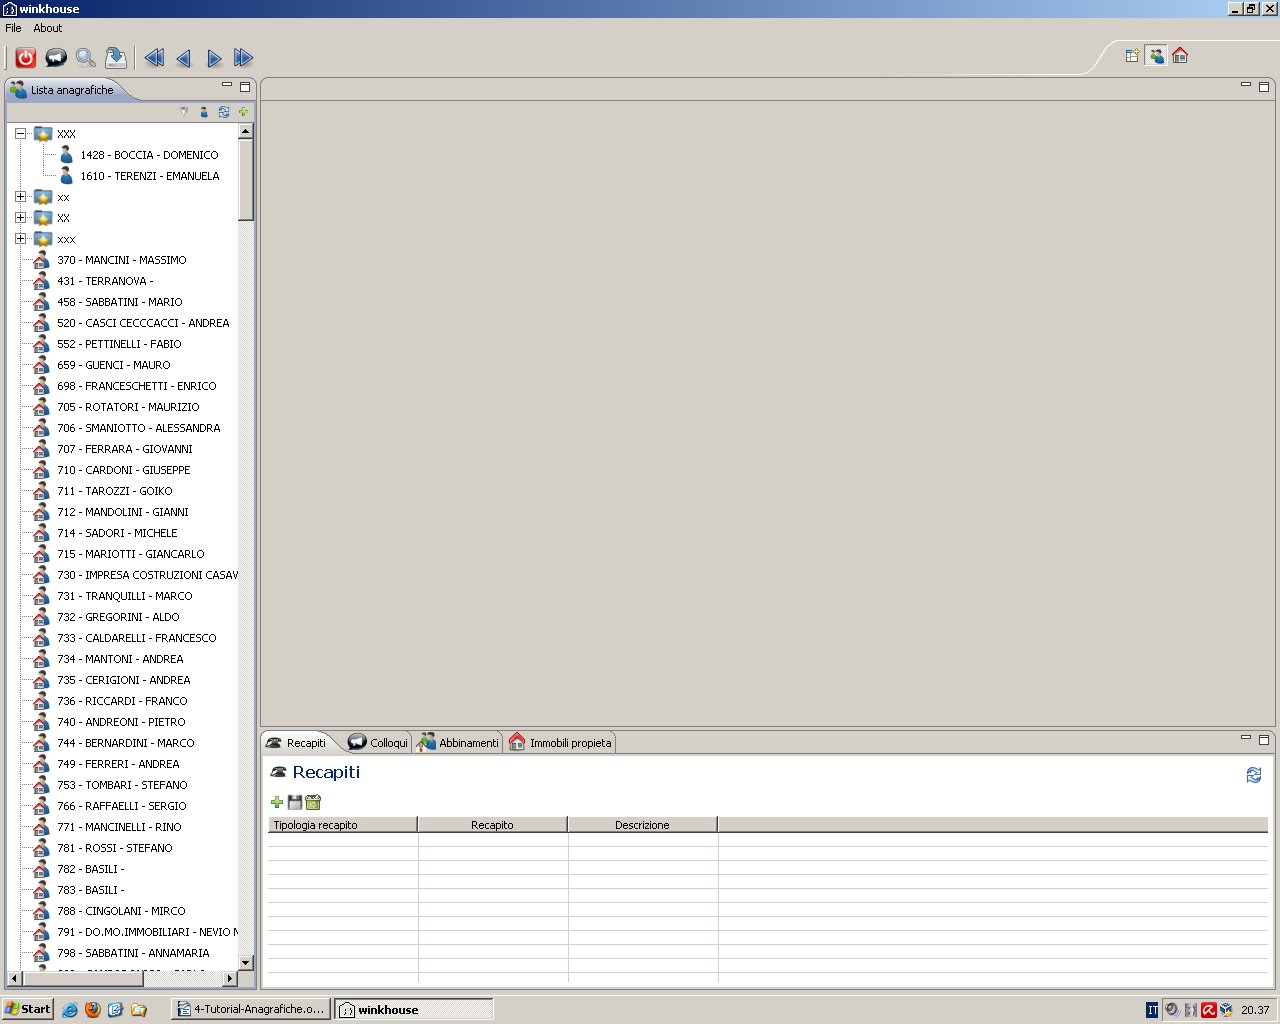 winkhouse
File About
Lista anagrafiche
xxx
1428 - BOCCIA - DOMENICO
1610 - TERENZI - EMANUELA
xx
xx
xxx
370 - MANCINI - MASSIMO
431 - TERRANOVA -
458 - SABBATINI - MARIO
520 - CASCI CECCCACCI - ANDREA
552 - PETTINELLI - FABIO
659 - GUENCI - MAURO
698 - FRANCESCHETTI - ENRICO
705 - ROTATORI - MAURIZIO
706 - SMANIOTTO - ALESSANDRA
707 - FERRARA - GIOVANNI
710 - CARDONI - GIUSEPPE
711 - TAROZZI - GOIKO
712 - MANDOLINI - GIANNI
714 - SADORI - MICHELE
715 - MARIOTTI - GIANCARLO
730 - IMPRESA COSTRUZIONI CASAV
731 - TRANQUILLI - MARCO
732 - GREGORINI - ALDO
733 - CALDARELLI - FRANCESCO
734 - MANTONI - ANDREA
735 - CERIGIONI - ANDREA
736 - RICCARDI - FRANCO
740 - ANDREONI - PIETRO
744 - BERNARDINI - MARCO
749 - FERRERI - ANDREA
753 - TOMBARI - STEFANO
766 - RAFFAELLI - SERGIO
771 - MANCINELLI - RINO
781 - ROSSI - STEFANO
782 - BASILI -
783 - BASILI -
788 - CINGOLANI - MIRCO
791 - DO.MO.IMMOBILIARI - NEVIO
798 - SABBATINI - ANNAMARIA
Recapiti Colloqui Abbinamenti Immobili propieta
Recapiti
Tipologia recapito Recapito Descrizione
Start 4-Tutorial-Anagrafiche.o... winkhouse IT 20.37